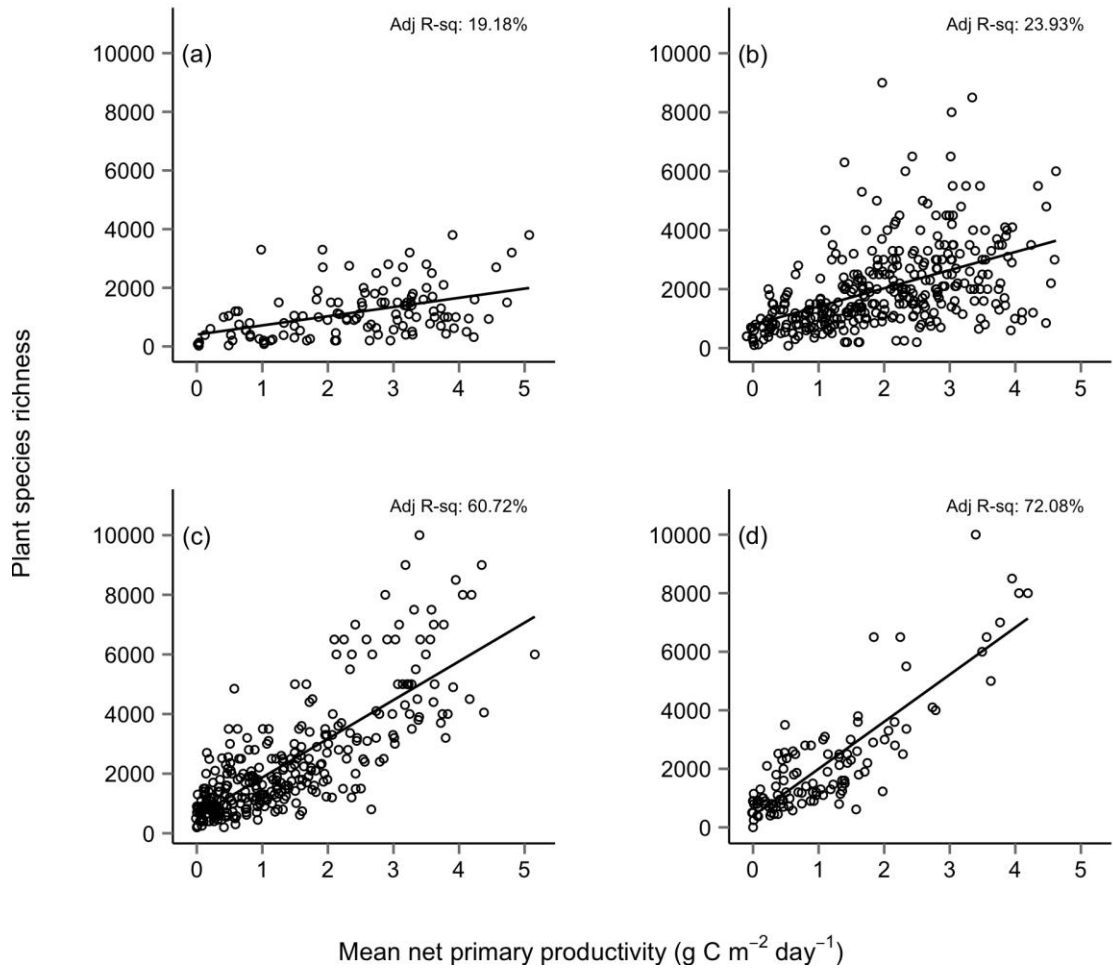 Plant species richness
Adj R-sq: 19.18%
(a)
10000
8000
6000
4000
2000
0
0 1 2 3 4 5
Adj R-sq: 23.93%
(b)
10000
8000
6000
4000
2000
0
0 1 2 3 4 5
Adj R-sq: 60.72%
(c)
10000
8000
6000
4000
2000
0
0 1 2 3 4 5
Adj R-sq: 72.08%
(d)
10000
8000
6000
4000
2000
0
0 1 2 3 4 5
Mean net primary productivity (g C m⁻² day⁻¹)